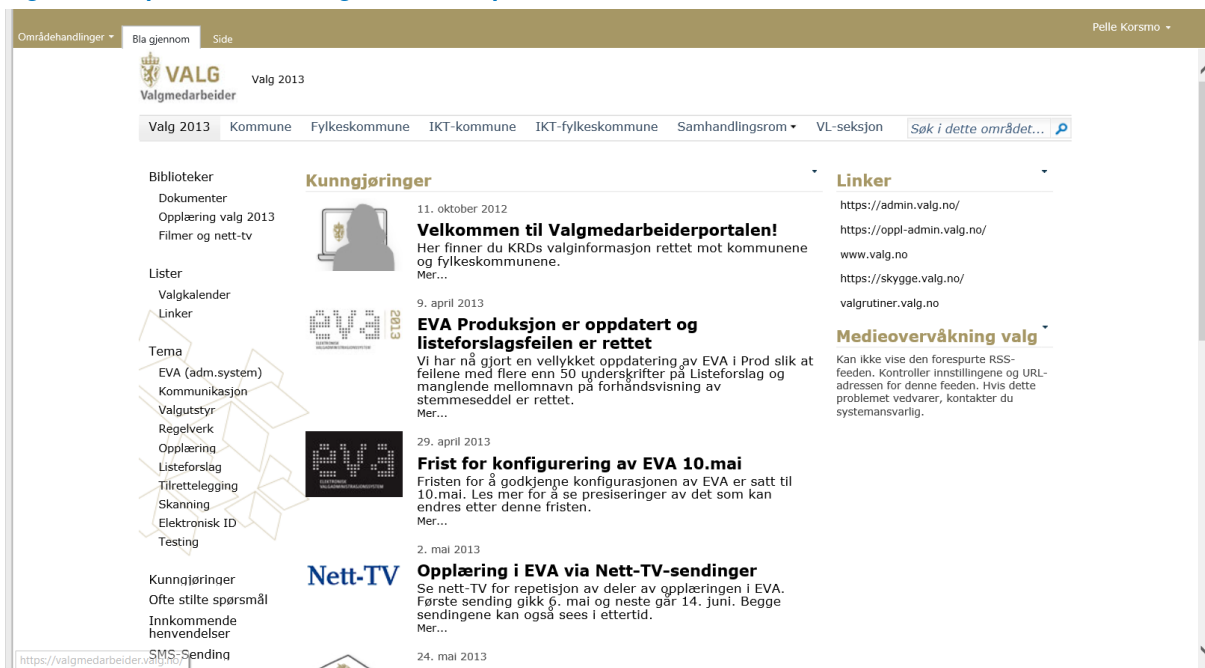 Områdehandlinger
Bla gjennom
Side
Pelle Korsmo
VALG
Valgmedarbeider
Valg 2013
Valg 2013
Kommune
Fylkeskommune
IKT-kommune
IKT-fylkeskommune
Samhandlingsrom
VL-seksjon
Søk i dette området...
Biblioteker
Dokumenter
Opplæring valg 2013
Filmer og nett-tv
Lister
Valgkalender
Linker
Tema
EVA (adm.system)
Kommunikasjon
Valgutstyr
Regelverk
Opplæring
Listeforslag
Tilrettelegging
Skanning
Elektronisk ID
Testing
Kunngjøringer
Ofte stilte spørsmål
Innkommende
henvendelser
SMS-Sending
https://valgmedarbeider.valg.no/
Kunngjøringer
11. oktober 2012
Velkommen til Valgmedarbeiderportalen!
Her finner du KRDs valginformasjon rettet mot kommunene
og fylkeskommunene.
Mer...
eva 2013
ELEKTRONISK
VALGADMINISTRASJONSSYSTEM
9. april 2013
EVA Produksjon er oppdatert og
listeforslagsfeilen er rettet
Vi har nå gjort en vellykket oppdatering av EVA i Prod slik at
feilene med flere enn 50 underskrifter på Listeforslag og
manglende mellomnavn på forhåndsvisning av
stemmeseddel er rettet.
Mer...
eva
ELEKTRONISK
VALGADMINISTRASJONSSYSTEM
29. april 2013
Frist for konfigurering av EVA 10.mai
Fristen for å godkjenne konfigurasjonen av EVA er satt til
10.mai. Les mer for å se presiseringer av det som kan
endres etter denne fristen.
Mer...
Nett-TV
2. mai 2013
Opplæring i EVA via Nett-TV-sendinger
Se nett-TV for repetisjon av deler av opplæringen i EVA.
Første sending gikk 6. mai og neste går 14. juni. Begge
sendingene kan også sees i ettertid.
Mer...
24. mai 2013
Linker
https://admin.valg.no/
https://oppl-admin.valg.no/
www.valg.no
https://skygge.valg.no/
valgrutiner.valg.no
Medieovervåkning valg
Kan ikke vise den forespurte RSS-
feeden. Kontroller innstillingene og URL-
adressen for denne feeden. Hvis dette
problemet vedvarer, kontakter du
systemansvarlig.